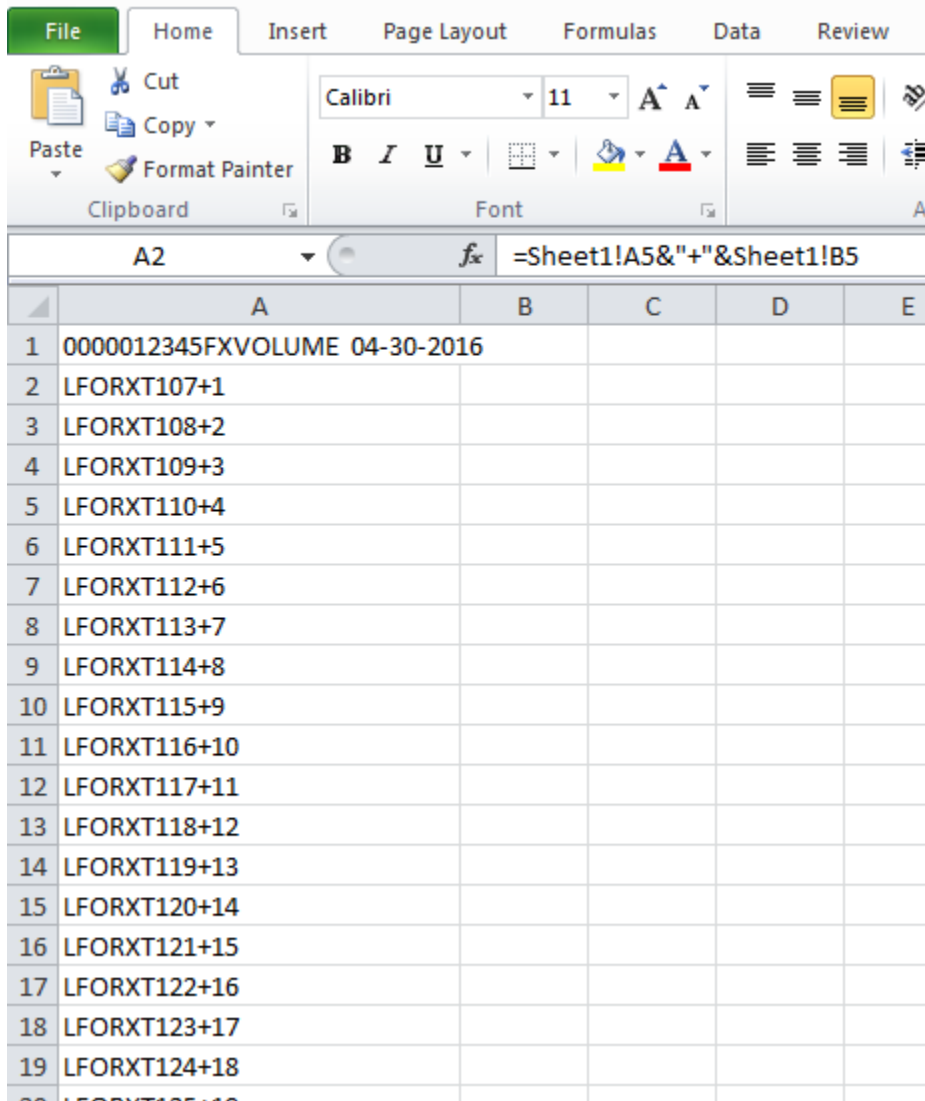 File Home Insert Page Layout Formulas Data Review
Cut
Copy
Paste
Format Painter
Clipboard
Calibri 11 A A
B I U A
Font
A2 fx =Sheet1!A5&"+"&Sheet1!B5
A B C D E
1 0000012345FXVOLUME 04-30-2016
2 LFORXT107+1
3 LFORXT108+2
4 LFORXT109+3
5 LFORXT110+4
6 LFORXT111+5
7 LFORXT112+6
8 LFORXT113+7
9 LFORXT114+8
10 LFORXT115+9
11 LFORXT116+10
12 LFORXT117+11
13 LFORXT118+12
14 LFORXT119+13
15 LFORXT120+14
16 LFORXT121+15
17 LFORXT122+16
18 LFORXT123+17
19 LFORXT124+18